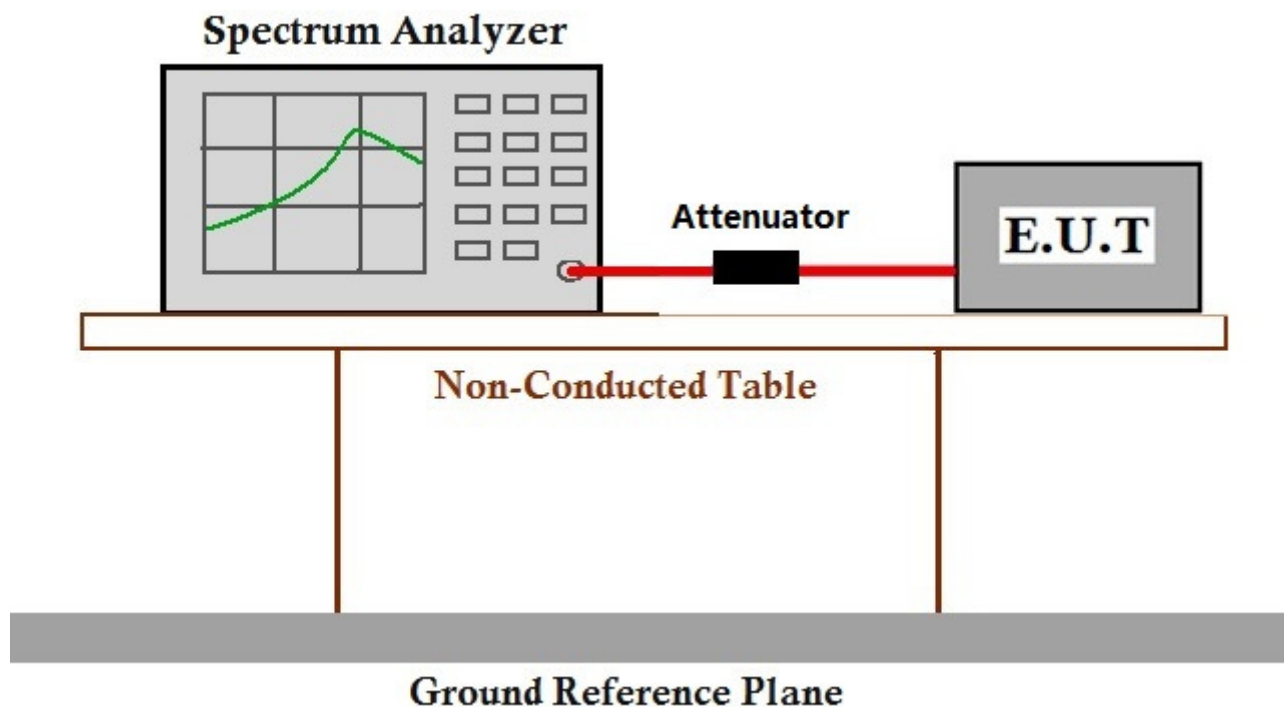 Spectrum Analyzer
Attenuator
E.U.T
Non-Conducted Table
Ground Reference Plane